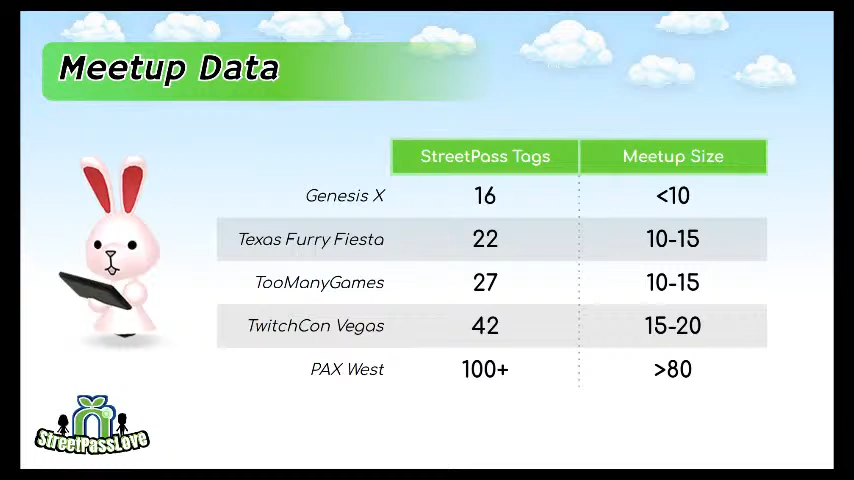 Meetup Data
StreetPass Tags Meetup Size
Genesis X 16 <10
Texas Furry Fiesta 22 10-15
TooManyGames 27 10-15
TwitchCon Vegas 42 15-20
PAX West 100+ >80
StreetPassLove